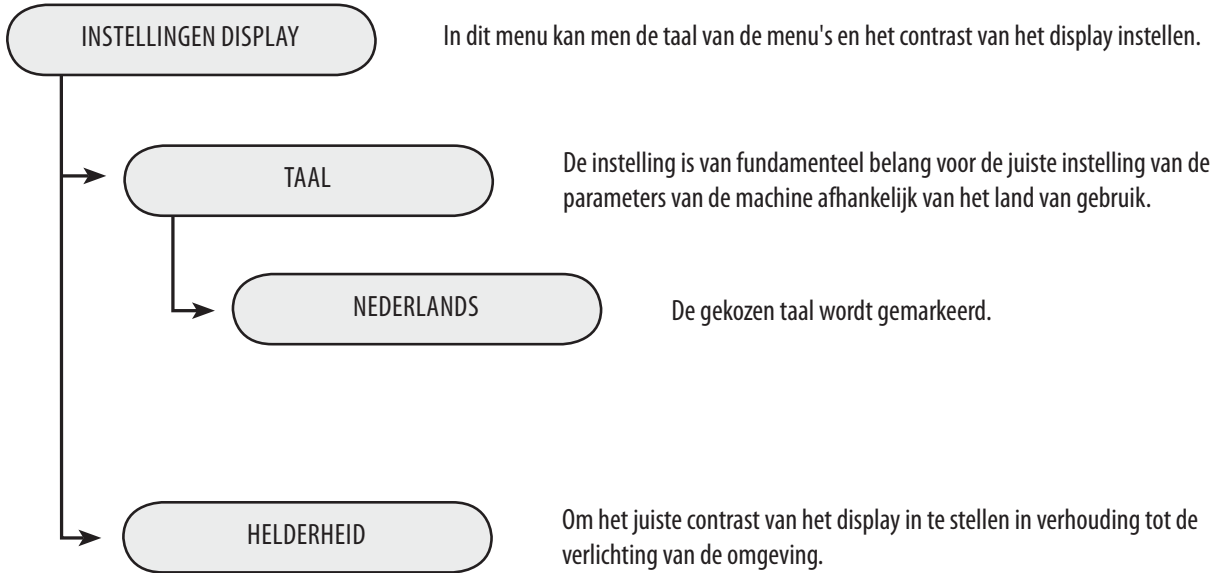 INSTELLINGEN DISPLAY
In dit menu kan men de taal van de menu's en het contrast van het display instellen.
TAAL
De instelling is van fundamenteel belang voor de juiste instelling van de
parameters van de machine afhankelijk van het land van gebruik.
NEDERLANDS
De gekozen taal wordt gemarkeerd.
HELDERHEID
Om het juiste contrast van het display in te stellen in verhouding tot de
verlichting van de omgeving.